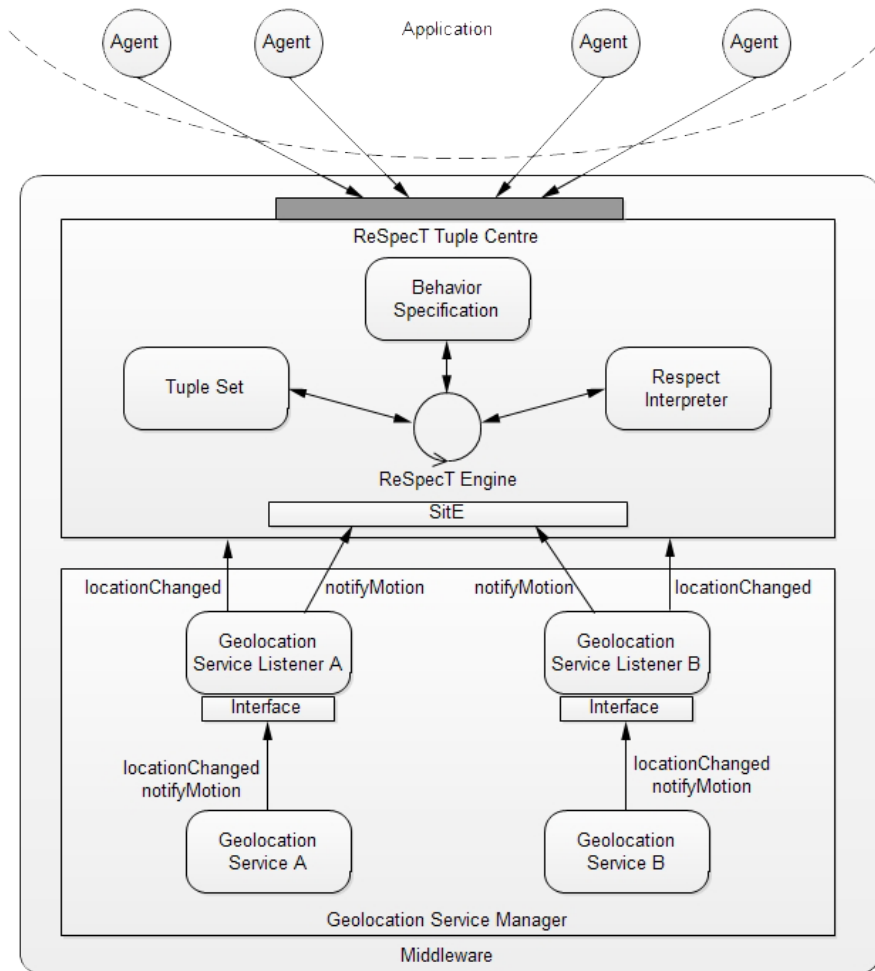 Application
Agent
Agent
Agent
Agent
ReSpecT Tuple Centre
Behavior
Specification
Tuple Set
Respect
Interpreter
ReSpecT Engine
SitE
locationChanged
notifyMotion
notifyMotion
locationChanged
Geolocation
Service Listener A
Geolocation
Service Listener B
Interface
Interface
locationChanged
notifyMotion
locationChanged
notifyMotion
Geolocation
Service A
Geolocation
Service B
Geolocation Service Manager
Middleware